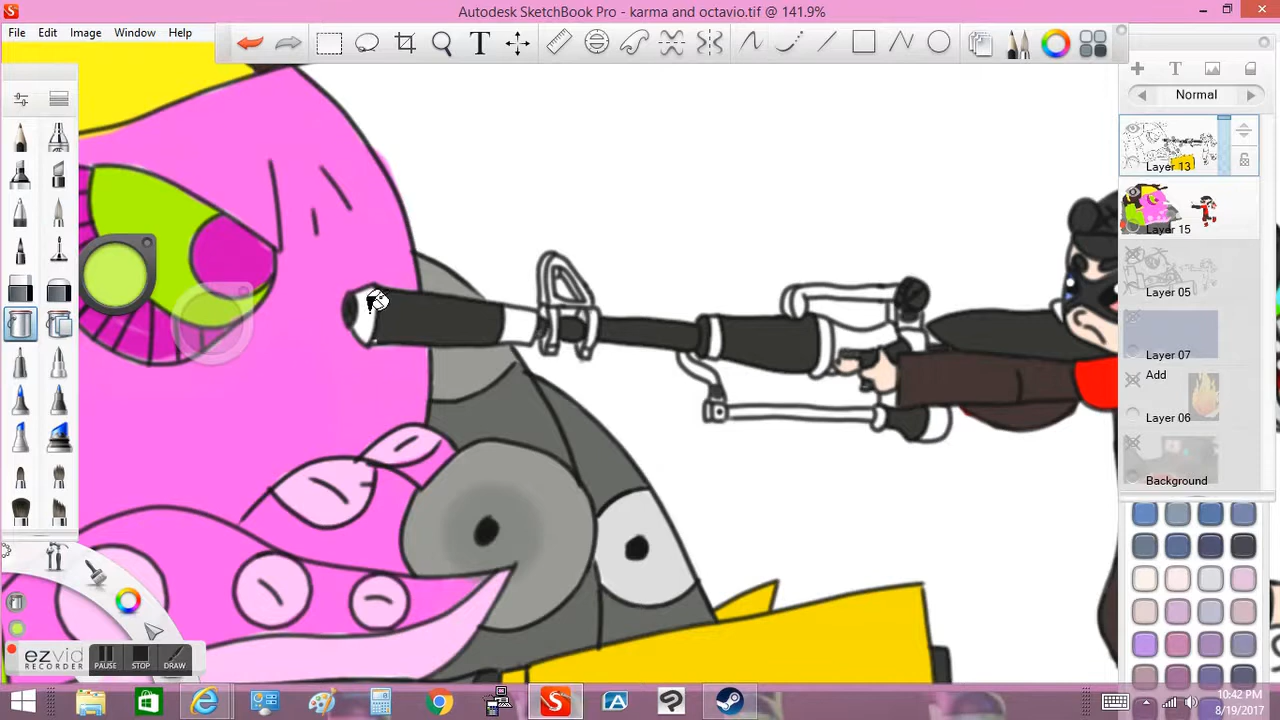 Autodesk SketchBook Pro - karma and octavio.tif @ 141.9%
File Edit Image Window Help
T
T
Normal
Layer 13
Layer 15
Layer 05
Layer 07
Add
Layer 06
Background
ezvid
RECORDER
PAUSE STOP DRAW
10:42 PM
8/19/2017